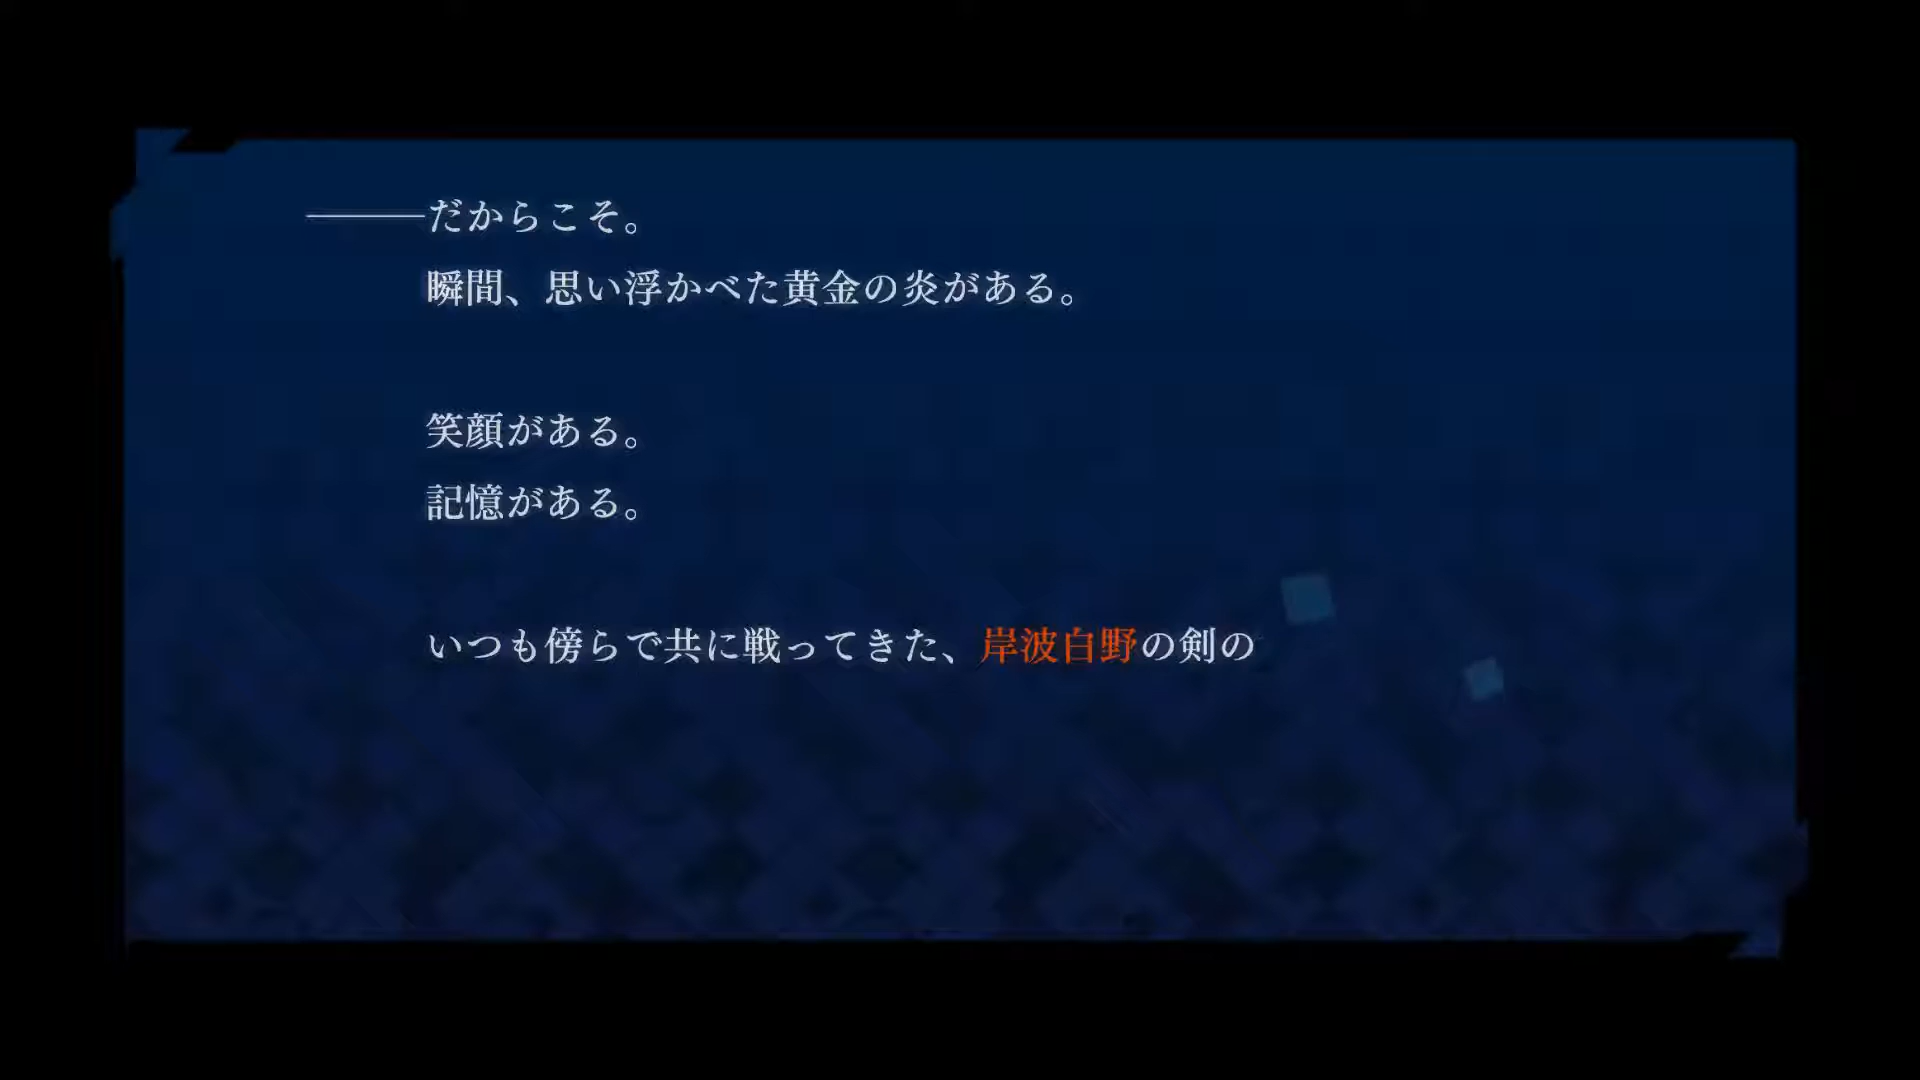 ―――だからこそ。
瞬間、思い浮かべた黄金の炎がある。
笑顔がある。
記憶がある。
いつも傍らで共に戦ってきた、岸波白野の剣の